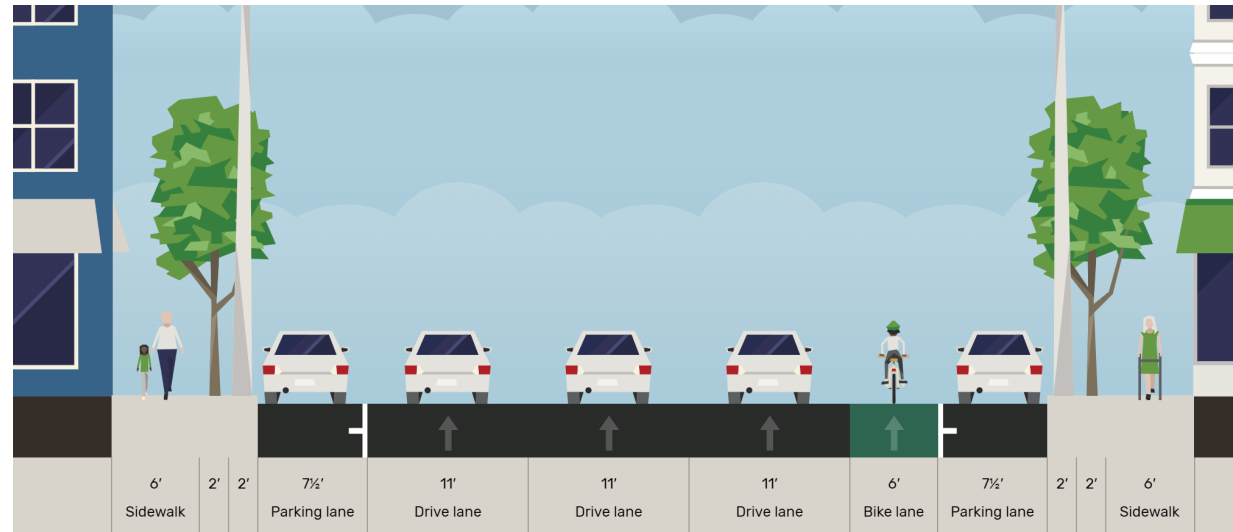 6' 2' 2' 7½' 11' 11' 11' 6' 7½' 2' 2' 6'
Sidewalk Parking lane Drive lane Drive lane Drive lane Bike lane Parking lane Sidewalk